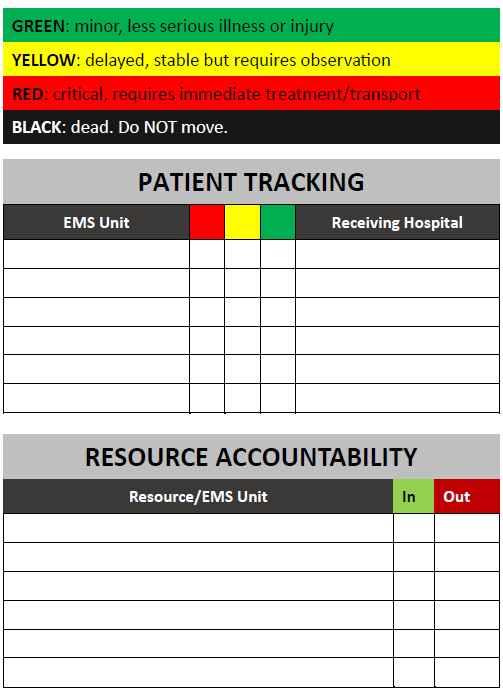 GREEN: minor, less serious illness or injury
YELLOW: delayed, stable but requires observation
RED: critical, requires immediate treatment/transport
BLACK: dead. Do NOT move.
PATIENT TRACKING
EMS Unit Receiving Hospital
RESOURCE ACCOUNTABILITY
Resource/EMS Unit In Out